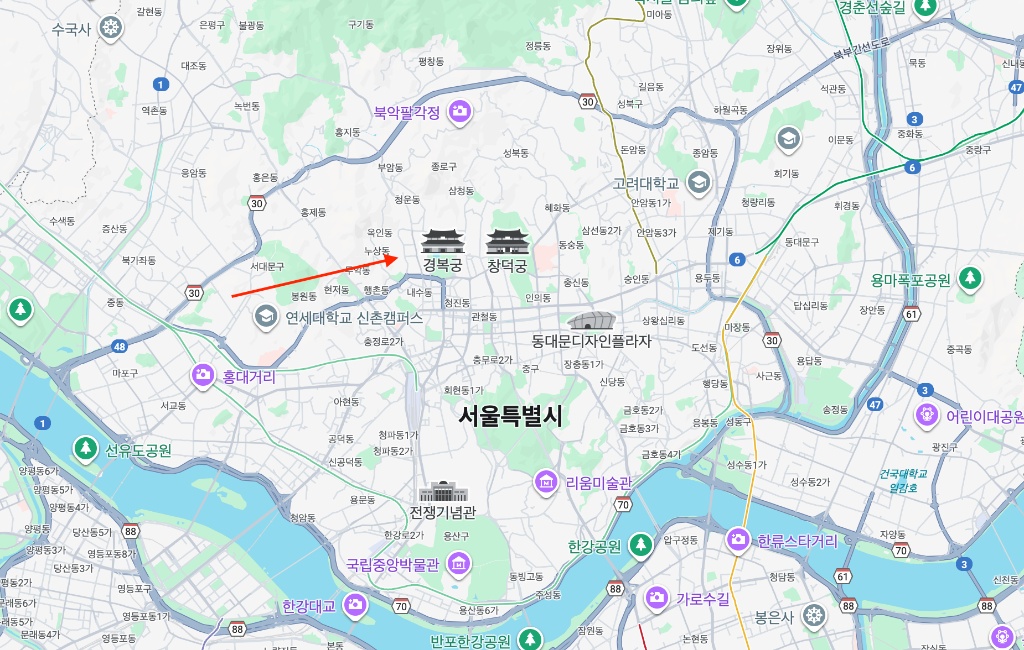 갈현동
수국사
은평구
불광동
구기동
미아동
경춘선숲길
정릉동
장위동
북부간선도로
대조동
평창동
묵동
신내동
1
길음동
석관동
47
역촌동
녹번동
북악팔각정
30
성북구
하월곡동
3
홍지동
중화동
이문동
돈암동
성북동
종암동
중랑구
부암동
종로구
6
응암동
홍은동
회기동
고려대학교
삼청동
30
청운동
안암동1가
청량리동
휘경동
수색동
홍제동
혜화동
증산동
옥인동
삼선동2가
안암동3가
제기동
동대문구
누상동
동숭동
북가좌동
서대문구
경복궁
창덕궁
6
무악동
숭인동
용두동
용마폭포공원
창신동
30
봉원동
현저동
행촌동
내수동
인의동
중동
청진동
답십리동
장안동
61
연세대학교 신촌캠퍼스
관철동
상왕십리동
마장동
30
충정로2가
동대문디자인플라자
48
도선동
중곡동
용답동
충무로2가
장충동1가
마포구
중구
홍대거리
사근동
신당동
행당동
회현동1가
3
47
서교동
아현동
서울특별시
금호동2가
송정동
어린이대공원
1
응봉동
성동구
공덕동
청파동1가
금호동3가
선유도공원
청파동2가
광진구
금호동4가
신공덕동
성수동1가
양평동6가
건국대학교
일감호
양평동5가
리움미술관
성수동2가
용문동
양평동4가
70
전쟁기념관
청암동
양평동
88
당산동5가
한강로2가
용산구
한강공원
압구정동
한류스타거리
자양동
70
양평동3가
영등포동8가
당산동3가
국립중앙박물관
3
동빙고동
61
청담동
신천동
영등포구
88
주성동
한강대교
70
용산동6가
가로수길
88
88
영등포동1가
봉은사
88
영등포동
반포한강공원
잠원동
논현동
본동